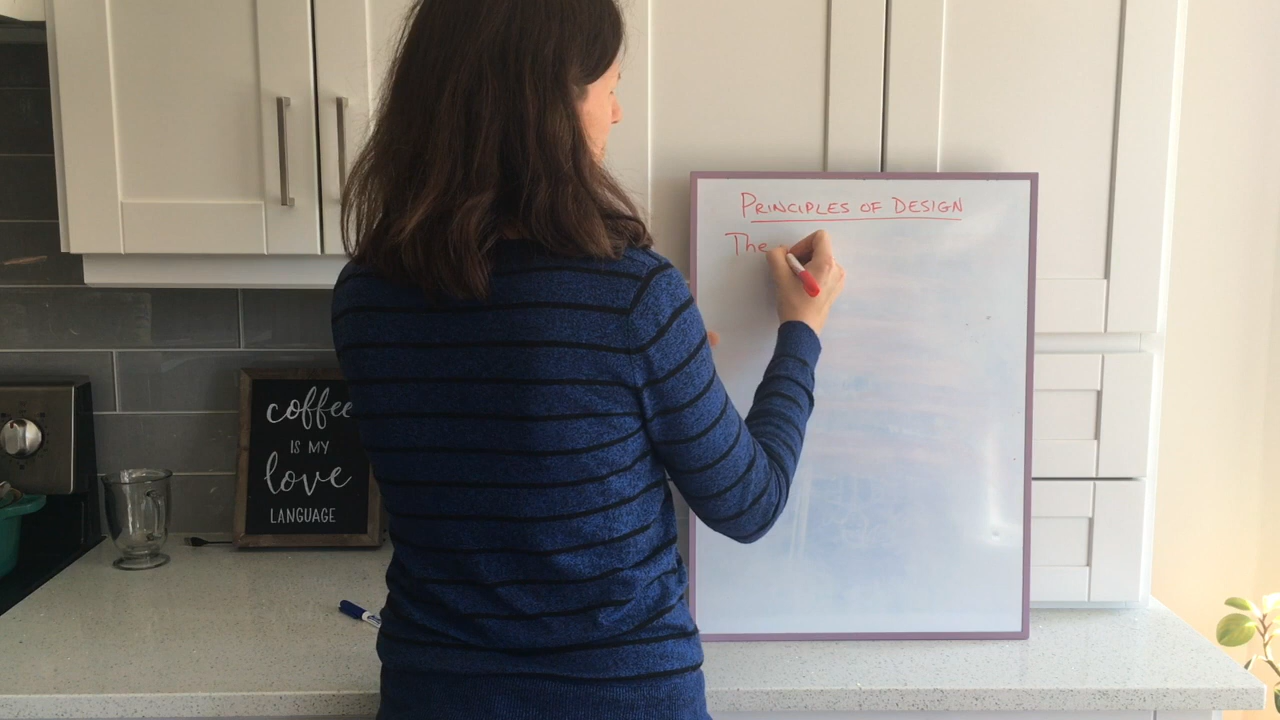 PRINCIPLES OF DESIGN
The
coffee
IS MY
love
LANGUAGE